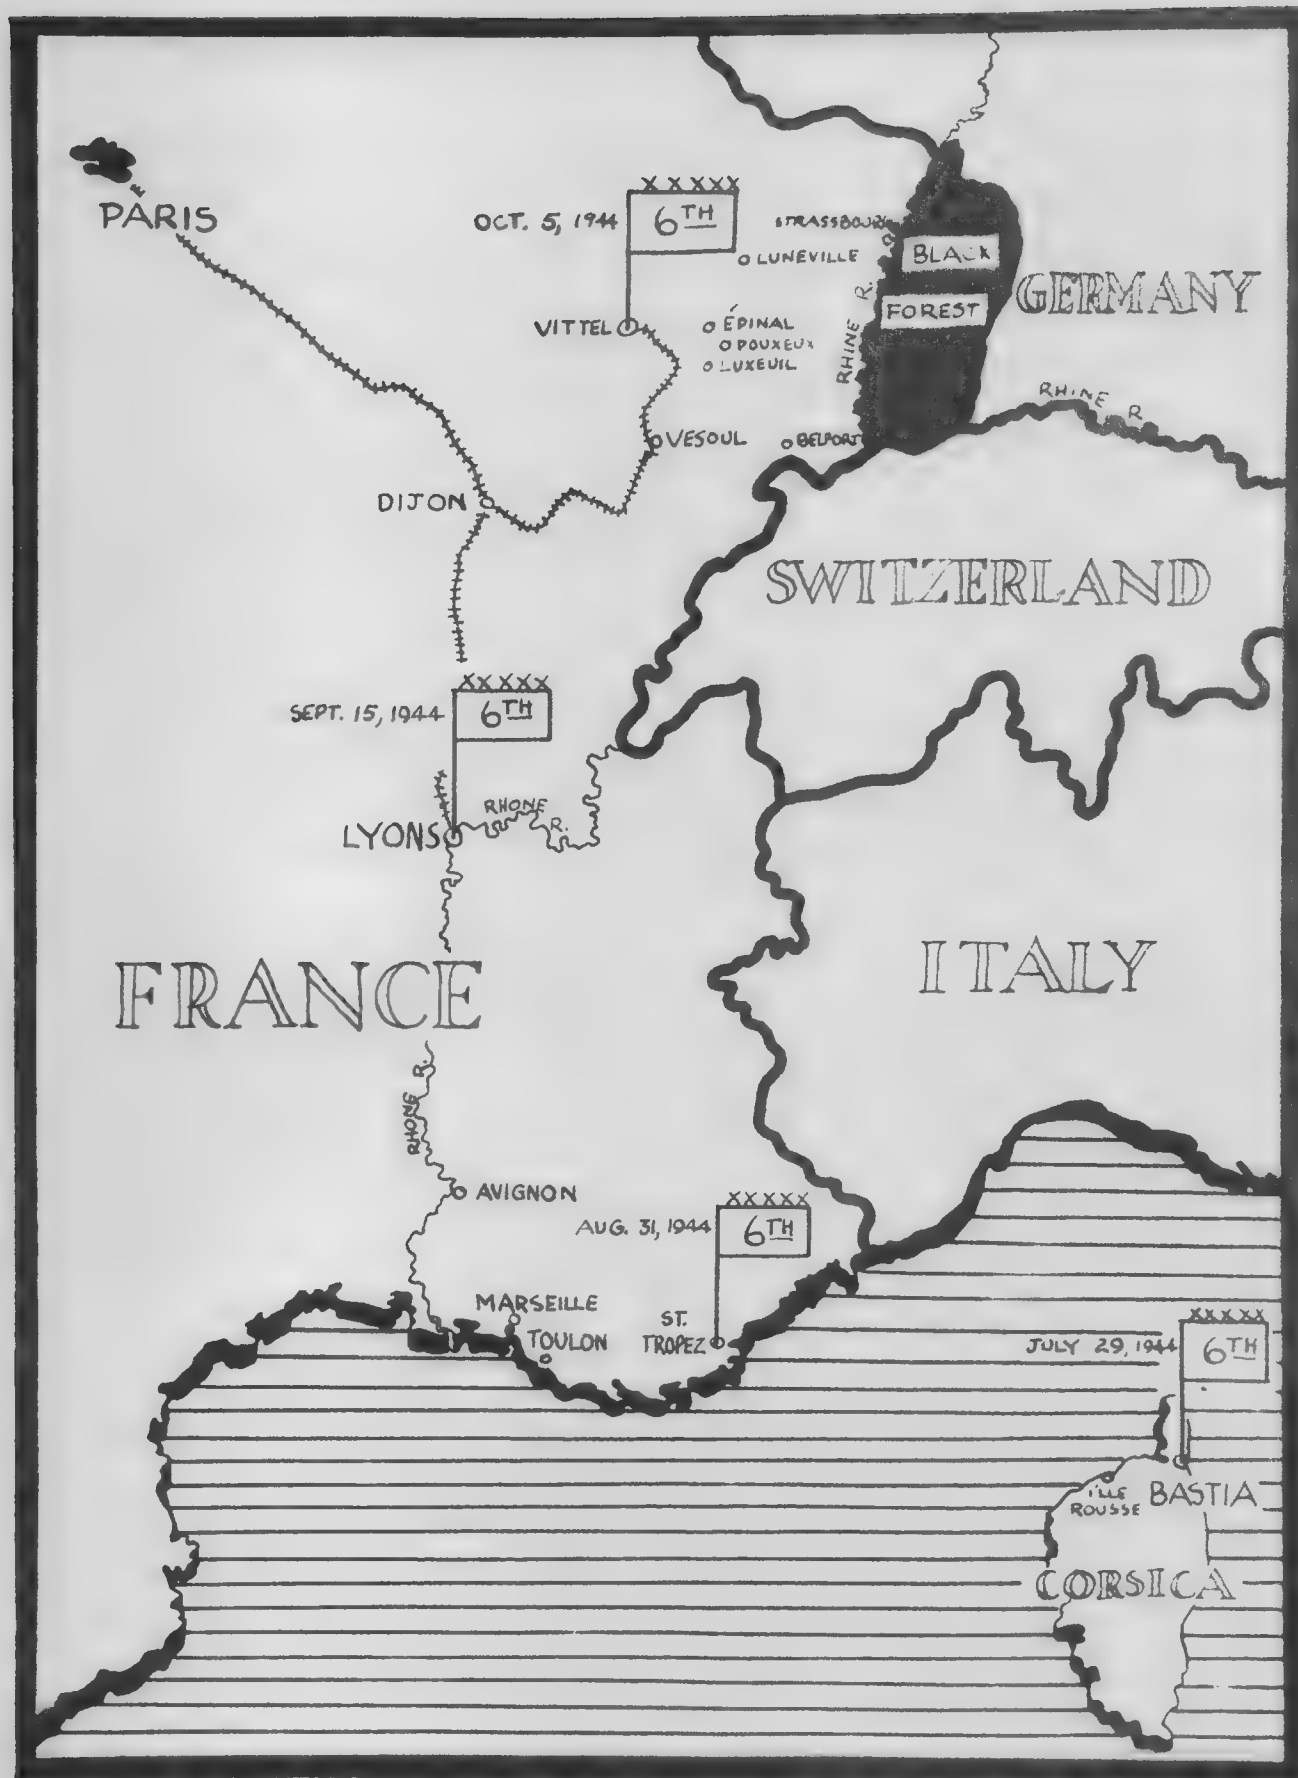 PARIS
XXXXX
OCT. 5, 1944
6TH
STRASSBOURG
LUNEVILLE
BLACK
FOREST
GERMANY
RHINE R.
VITTEL
ÉPINAL
POUXEUX
LUXEUIL
RHINE R.
VESOUL
BELFORT
DIJON
SWITZERLAND
XXXXX
SEPT. 15, 1944
6TH
RHONE R.
LYONS
FRANCE
ITALY
RHONE R.
AVIGNON
XXXXX
AUG. 31, 1944
6TH
MARSEILLE
TOULON
ST.
TROPEZ
XXXXX
JULY 29, 1944
6TH
I'LLE
ROUSSE
BASTIA
CORSICA